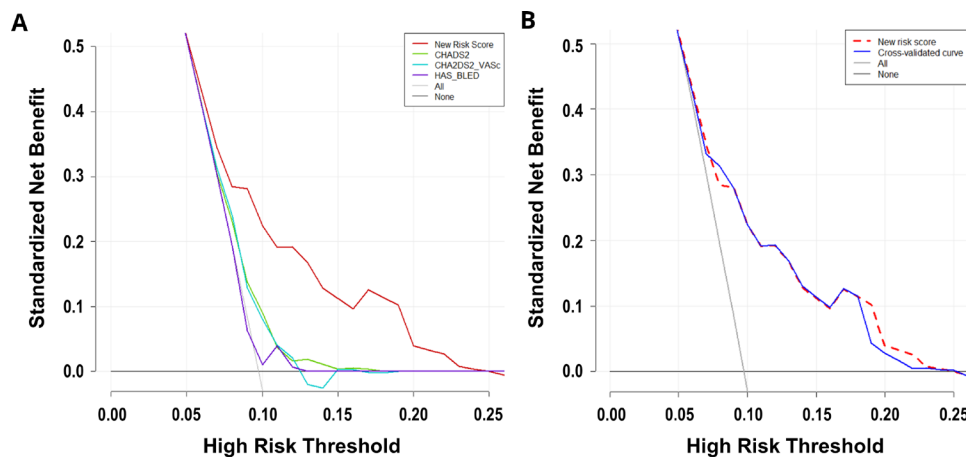 A
Standardized Net Benefit
0.5
0.4
0.3
0.2
0.1
0.0
New Risk Score
CHADS2
CHA2DS2_VASc
HAS_BLED
All
None
0.00 0.05 0.10 0.15 0.20 0.25
High Risk Threshold
B
Standardized Net Benefit
0.5
0.4
0.3
0.2
0.1
0.0
New risk score
Cross-validated curve
All
None
0.00 0.05 0.10 0.15 0.20 0.25
High Risk Threshold